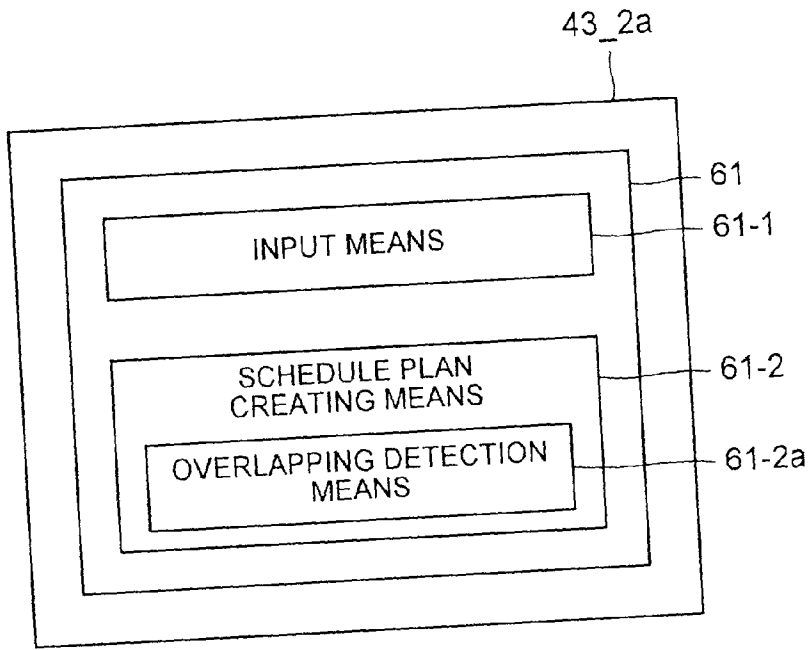 43_2a
61
61-1
INPUT MEANS
61-2
SCHEDULE PLAN
CREATING MEANS
61-2a
OVERLAPPING DETECTION
MEANS